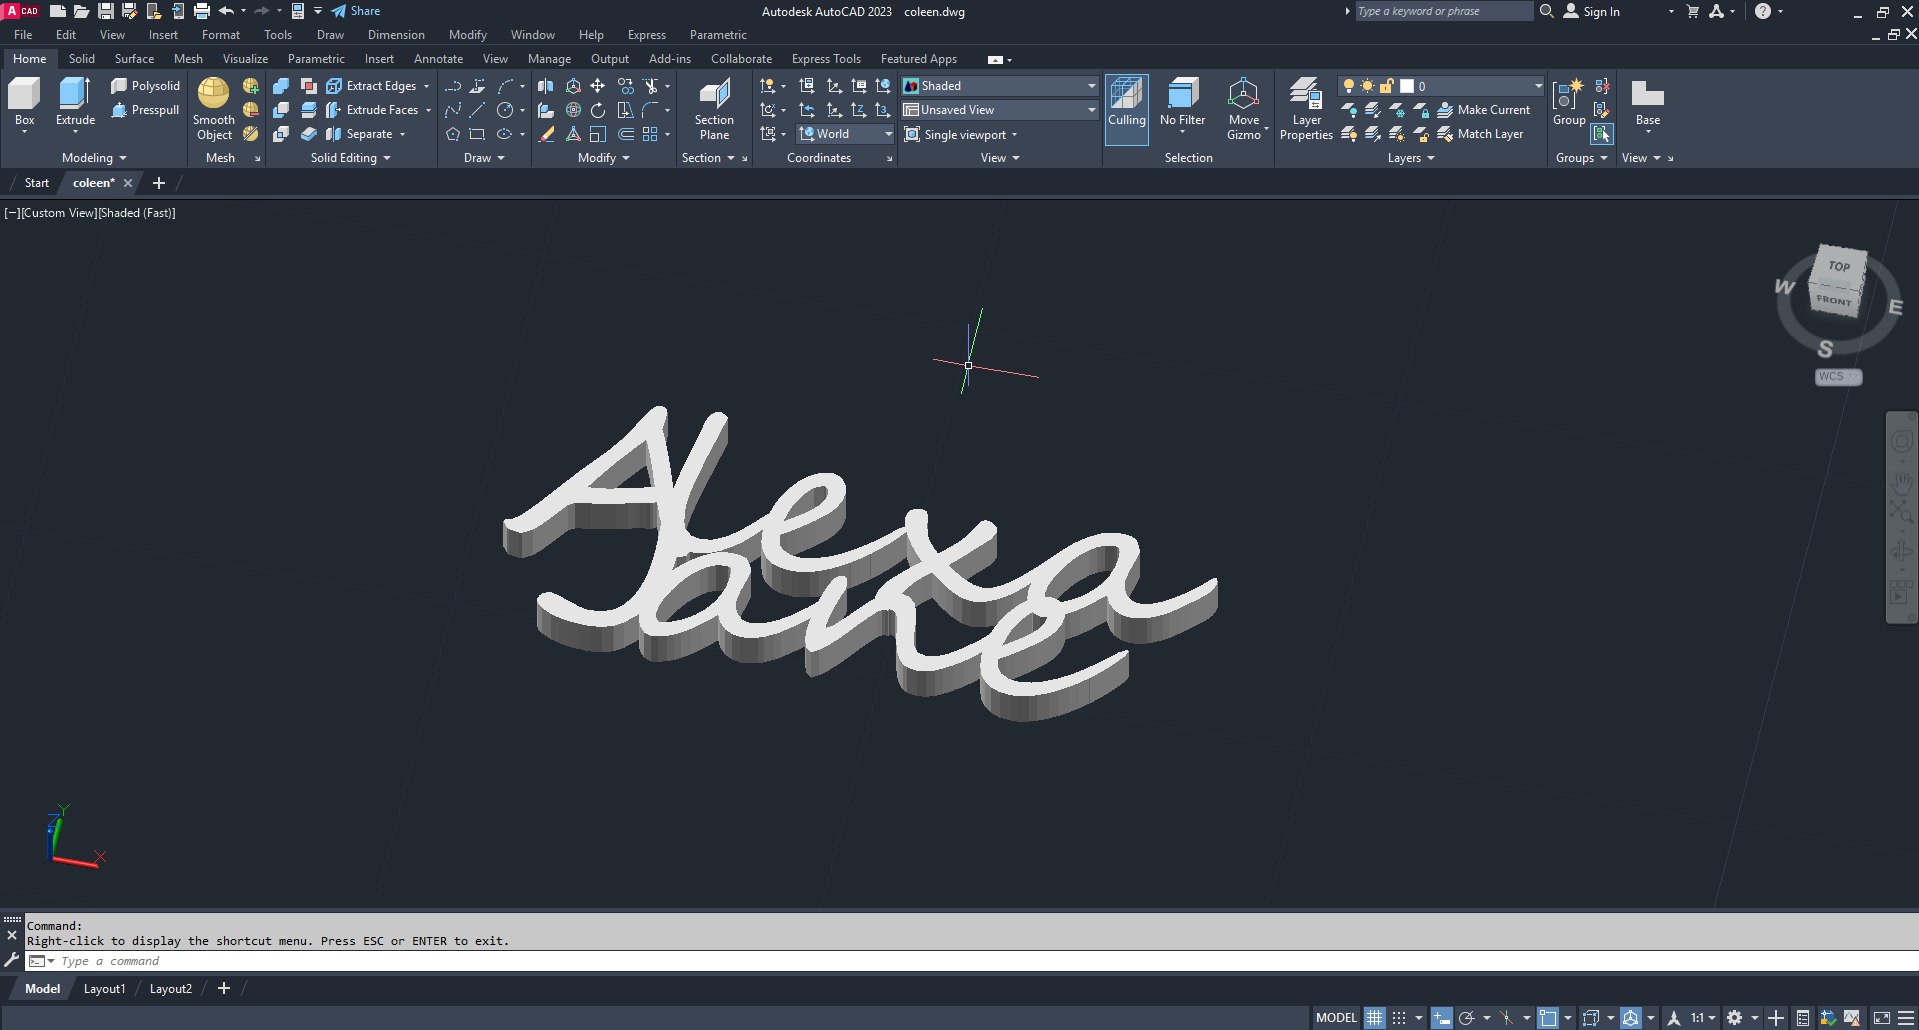 A CAD Share Autodesk AutoCAD 2023 coleen.dwg Type a keyword or phrase Sign In
File Edit View Insert Format Tools Draw Dimension Modify Window Help Express Parametric
Home Solid Surface Mesh Visualize Parametric Insert Annotate View Manage Output Add-ins Collaborate Express Tools Featured Apps
Polysolid Extract Edges Shaded 0
Presspull Extrude Faces Unsaved View Make Current
Box Extrude Smooth Object Separate Section Plane World Single viewport Culling No Filter Move Gizmo Layer Properties Match Layer Group Base
Modeling Mesh Solid Editing Draw Modify Section Coordinates View Selection Layers Groups View
Start coleen*
[−][Custom View][Shaded (Fast)]
TOP
FRONT
W
E
S
WCS
Alexa
Jane
Y
Z
X
Command:
Right-click to display the shortcut menu. Press ESC or ENTER to exit.
Type a command
Model Layout1 Layout2
MODEL 1:1